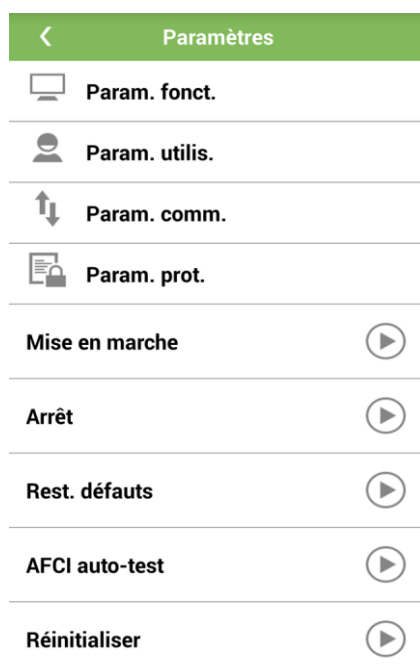 Paramètres
Param. fonct.
Param. utilis.
Param. comm.
Param. prot.
Mise en marche
Arrêt
Rest. défauts
AFCI auto-test
Réinitialiser